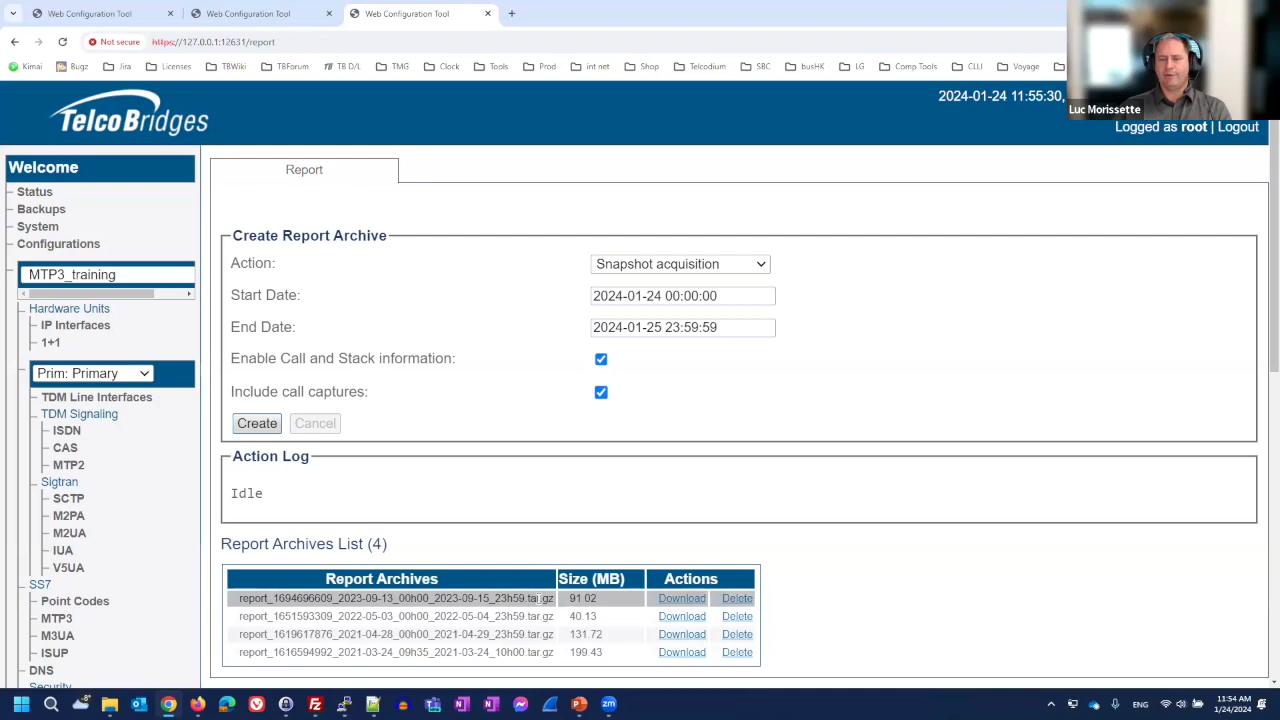 Web Configuration Tool
Web Configuration Tool
Web Configuration Tool
Not secure https://127.0.0.1:12631/report
Kimai Bugz Jira Licenses TBWiki TBForum TB D/L TMG Clock Tools Prod int net Shop Telcodium SBC busHK LG Comp Tools CLLI Voyage
Luc Morissette
TelcoBridges
2024-01-24 11:55:30,
Logged as root | Logout
Welcome
Status
Backups
System
Configurations
MTP3_training
Hardware Units
IP Interfaces
1+1
Prim: Primary
TDM Line Interfaces
TDM Signaling
ISDN
CAS
MTP2
Sigtran
SCTP
M2PA
M2UA
IUA
V5UA
SS7
Point Codes
MTP3
M3UA
ISUP
DNS
Security
Report
Create Report Archive
Action: Snapshot acquisition
Start Date: 2024-01-24 00:00:00
End Date: 2024-01-25 23:59:59
Enable Call and Stack information:
Include call captures:
Create Cancel
Action Log
Idle
Report Archives List (4)
Report Archives Size (MB) Actions
report_1694696609_2023-09-13_00h00_2023-09-15_23h59.tar.gz 91.02 Download Delete
report_1651593309_2022-05-03_00h00_2022-05-04_23h59.tar.gz 40.13 Download Delete
report_1619617876_2021-04-28_00h00_2021-04-29_23h59.tar.gz 131.72 Download Delete
report_1616594992_2021-03-24_09h35_2021-03-24_10h00.tar.gz 199.43 Download Delete
ENG
11:54 AM
1/24/2024